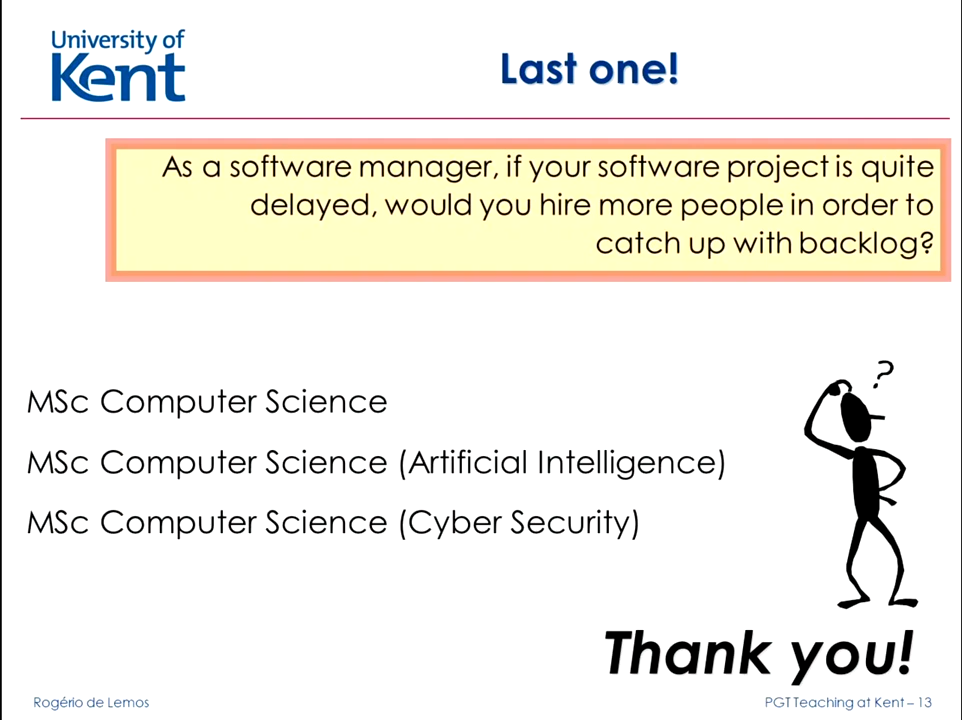 University of
Kent
Last one!
As a software manager, if your software project is quite
delayed, would you hire more people in order to
catch up with backlog?
?
MSc Computer Science
MSc Computer Science (Artificial Intelligence)
MSc Computer Science (Cyber Security)
Thank you!
Rogério de Lemos
PGT Teaching at Kent – 13